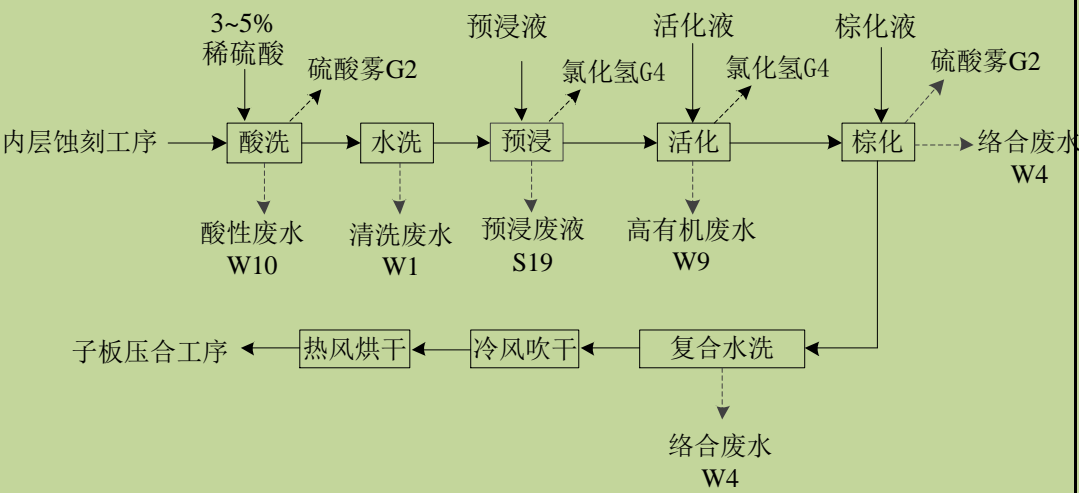 3~5%
稀硫酸
预浸液
活化液
棕化液
硫酸雾G2
氯化氢G4
氯化氢G4
硫酸雾G2
内层蚀刻工序
酸洗
水洗
预浸
活化
棕化
络合废水
W4
酸性废水
W10
清洗废水
W1
预浸废液
S19
高有机废水
W9
子板压合工序
热风烘干
冷风吹干
复合水洗
络合废水
W4